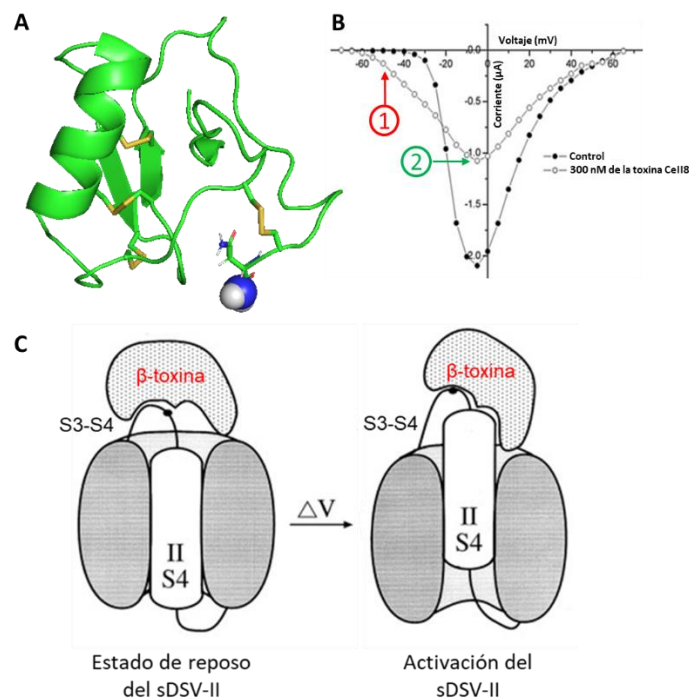 A
B
Voltaje (mV)
-60
-40
-20
0
20
40
60
0.0
-0.5
-1.0
-1.5
-2.0
Corriente (µA)
1
2
Control
300 nM de la toxina CeII8
C
β-toxina
S3-S4
II
S4
△V
β-toxina
S3-S4
II
S4
Estado de reposo
del sDSV-II
Activación del
sDSV-II